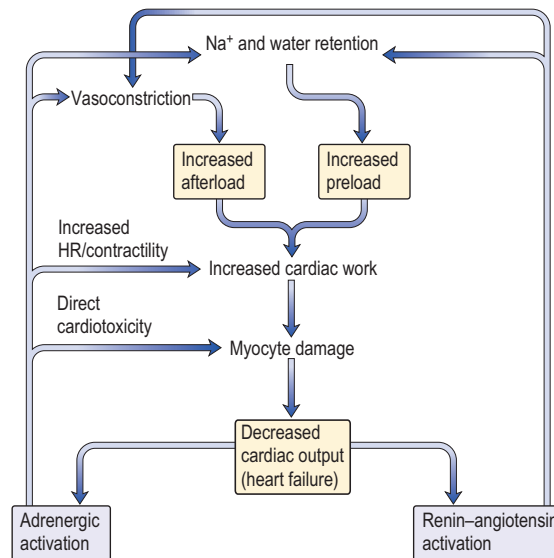 Na⁺ and water retention
Vasoconstriction
Increased
afterload
Increased
preload
Increased
HR/contractility
Increased cardiac work
Direct
cardiotoxicity
Myocyte damage
Decreased
cardiac output
(heart failure)
Adrenergic
activation
Renin–angiotensin
activation